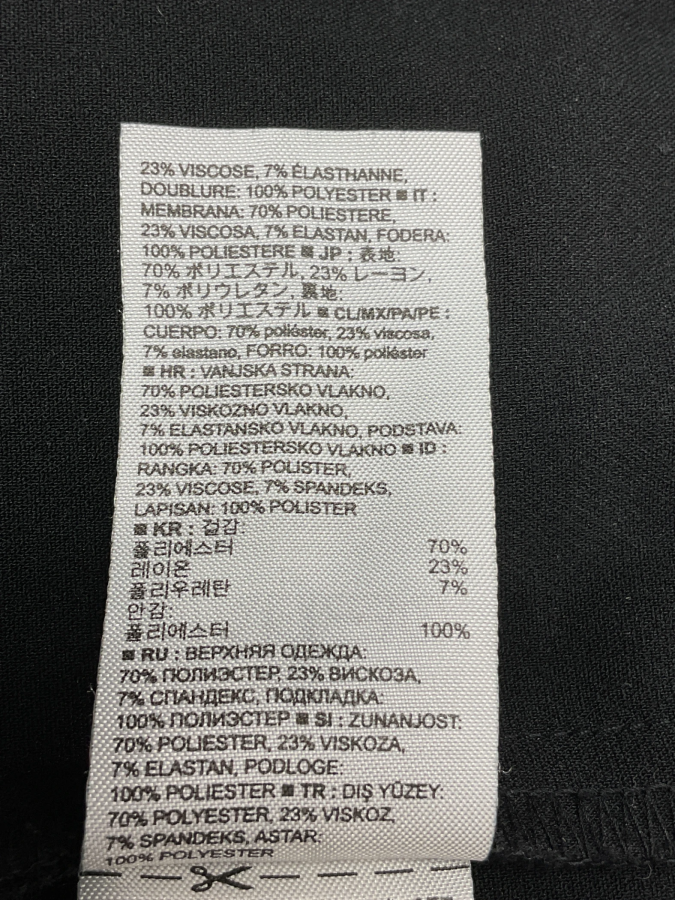 23% VISCOSE, 7% ÉLASTHANNE,
DOUBLURE: 100% POLYESTER ■ IT :
MEMBRANA: 70% POLIESTERE,
23% VISCOSA, 7% ELASTAN, FODERA:
100% POLIESTERE ■ JP : 表地:
70% ポリエステル, 23% レーヨン,
7% ポリウレタン, 裏地:
100% ポリエステル ■ CL/MX/PA/PE :
CUERPO: 70% poliéster, 23% viscosa,
7% elastano, FORRO: 100% poliéster
■ HR : VANJSKA STRANA:
70% POLIESTERSKO VLAKNO,
23% VISKOZNO VLAKNO,
7% ELASTANSKO VLAKNO, PODSTAVA:
100% POLIESTERSKO VLAKNO ■ ID :
RANGKA: 70% POLISTER,
23% VISCOSE, 7% SPANDEKS,
LAPISAN: 100% POLISTER
■ KR : 겉감:
폴리에스터 70%
레이온 23%
폴리우레탄 7%
안감:
폴리에스터 100%
■ RU : ВЕРХНЯЯ ОДЕЖДА:
70% ПОЛИЭСТЕР, 23% ВИСКОЗА,
7% СПАНДЕКС, ПОДКЛАДКА:
100% ПОЛИЭСТЕР ■ SI : ZUNANJOST:
70% POLIESTER, 23% VISKOZA,
7% ELASTAN, PODLOGE:
100% POLIESTER ■ TR : DIŞ YÜZEY:
70% POLYESTER, 23% VİSKOZ,
7% SPANDEKS, ASTAR:
100% POLYESTER